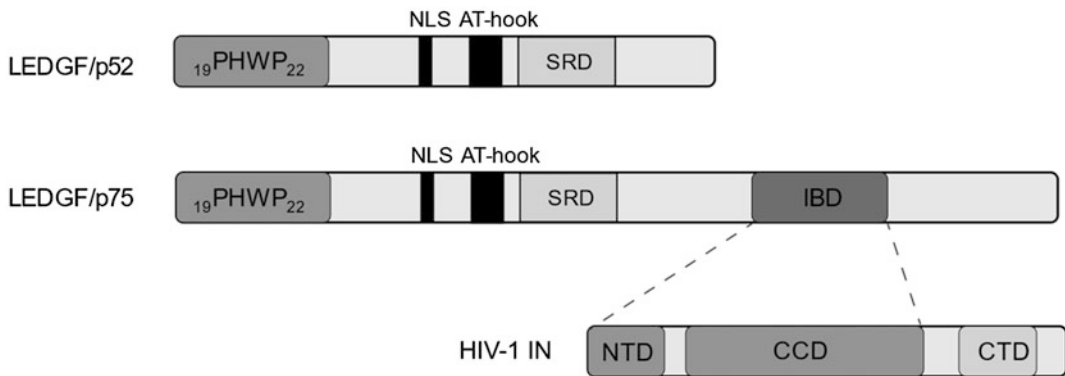 NLS AT-hook
LEDGF/p52 ₁₉PHWP₂₂ SRD
NLS AT-hook
LEDGF/p75 ₁₉PHWP₂₂ SRD IBD
HIV-1 IN NTD CCD CTD